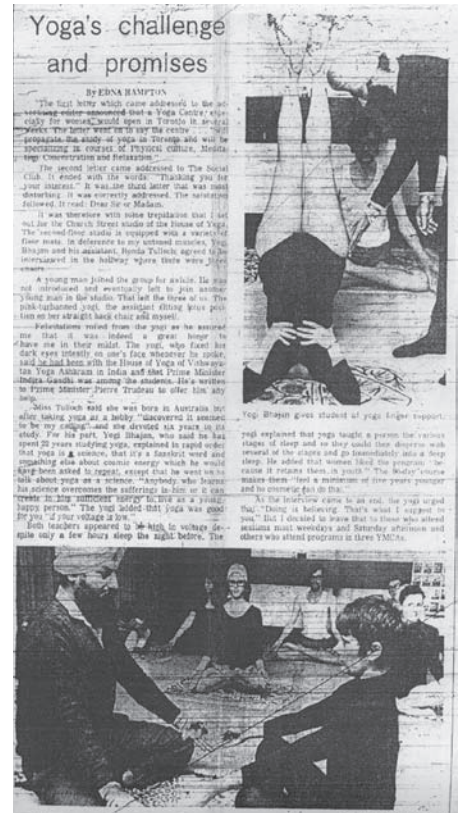 Yoga's challenge
and promises
By EDNA HAMPTON
"The first letter which came addressed to the ad-
vertising editor announced that a Yoga Centre, espe-
cially for women, would open in Toronto in several
weeks. The letter went on to say the centre "will
propagate the study of yoga in Toronto and will be
specializing in courses of Physical culture, Medita-
tion, Concentration and Relaxation."
The second letter came addressed to The Social
Club. It ended with the words: "Thanking you for
your interest." It was the third letter that was most
disturbing. It was correctly addressed. The salutation
followed. It read: Dear Sir or Madam.
It was therefore with some trepidation that I set
out for the Church Street studio of the House of Yoga.
The second-floor studio is equipped with a variety of
floor mats. In deference to my untuned muscles, Yogi
Bhajan and his assistant, Honda Tulloch, agreed to be
interviewed in the hallway where there were three
chairs.
A young man joined the group for awhile. He was
not introduced and eventually left to join another
young man in the studio. That left the three of us. The
pink-turbanned yogi, the assistant sitting lotus posi-
tion on her straight back chair and myself.
Felicitations rolled from the yogi as he assured
me that it was indeed a great honor to
have me in their midst. The yogi, who fixed his
dark eyes intently on one's face whenever he spoke,
said he had been with the House of Yoga of
Yoga Ashram in India and that Prime Minister
Indira Gandhi was among the students. He's written
to Prime Minister Pierre Trudeau to offer him any
help.
Miss Tulloch said she was born in Australia but
after taking yoga as a hobby "discovered it seemed
to be my calling" and she devoted six years to its
study. For his part, Yogi Bhajan, who said he has
spent 22 years studying yoga, explained in rapid order
that yoga is a science, that it's a Sanskrit word and
something else about cosmic energy which he would
have been asked to repeat, except that he went on to
talk about yoga as a science. "Anybody who learns
his science overcomes the sufferings in him or it can
create in him sufficient energy to live as a young,
happy person." The yogi added that yoga was good
for you "if your voltage is low."
Both teachers appeared to be high in voltage de-
spite only a few hours sleep the night before. The
Yogi Bhajan gives student of yoga finger support.
yogi explained that yoga taught a person the various
stages of sleep and so they could then dispense with
several of the stages and go immediately into a deep
sleep. He added that women liked the program "be-
cause it retains them in youth." The course
makes them "feel a minimum of five years younger
and no cosmetic can do that."
As the interview came to an end, the yogi urged
that "Doing is believing. That's what I suggest to
you." But I decided to leave that to those who attend
sessions most weekdays and Saturday afternoon and
others who attend programs in three YMCAs.